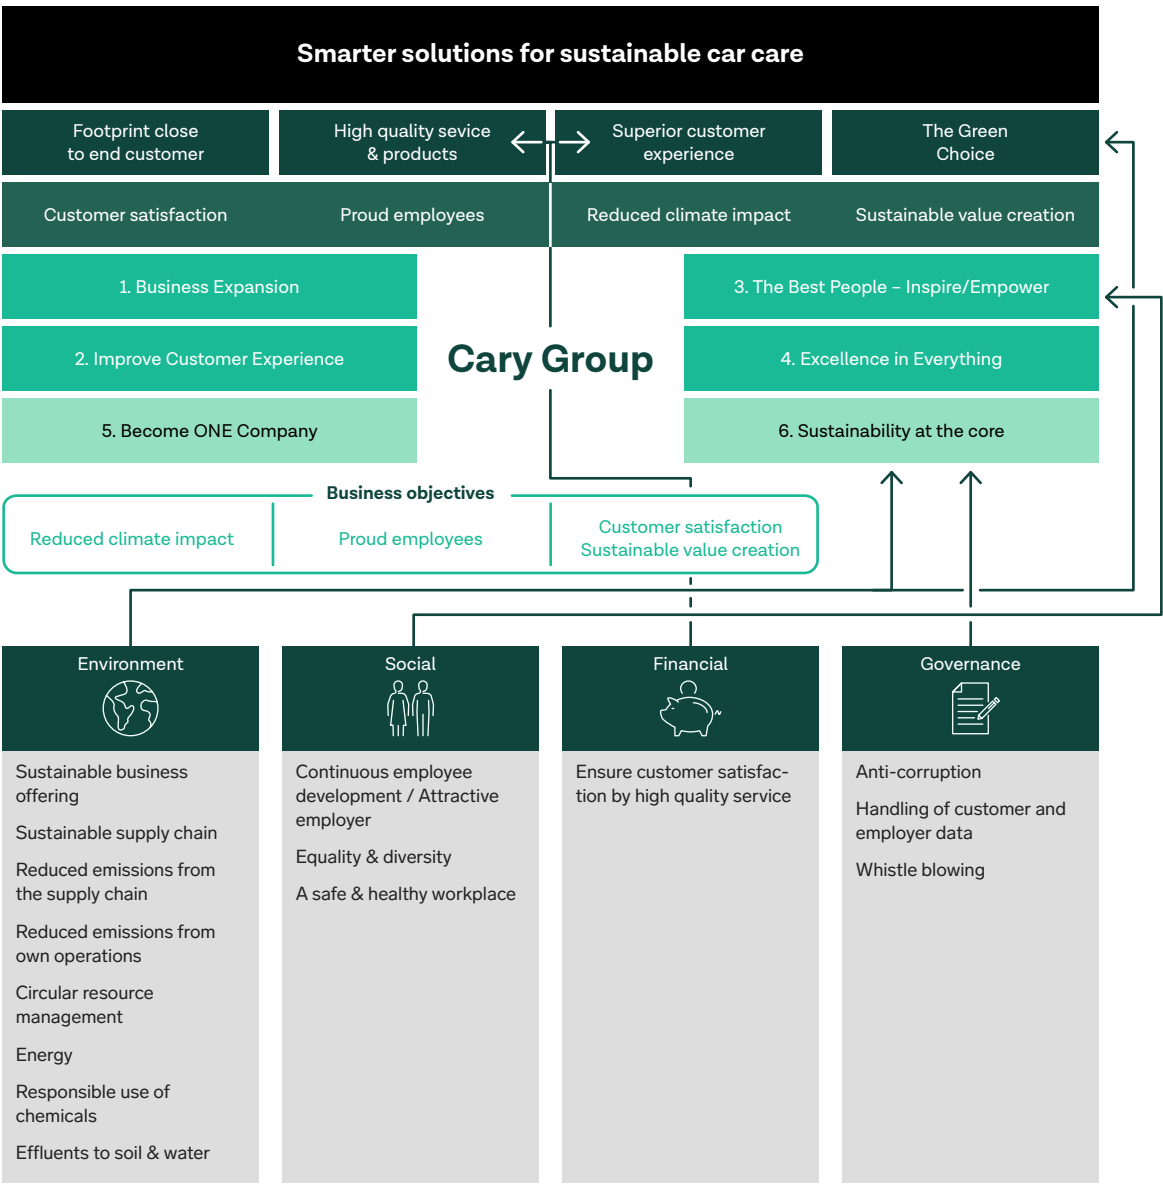 Smarter solutions for sustainable car care
Footprint close
to end customer
High quality sevice
& products
Superior customer
experience
The Green
Choice
Customer satisfaction
Proud employees
Reduced climate impact
Sustainable value creation
1. Business Expansion
2. Improve Customer Experience
5. Become ONE Company
Cary Group
3. The Best People – Inspire/Empower
4. Excellence in Everything
6. Sustainability at the core
Business objectives
Reduced climate impact
Proud employees
Customer satisfaction
Sustainable value creation
Environment
Sustainable business
offering
Sustainable supply chain
Reduced emissions from
the supply chain
Reduced emissions from
own operations
Circular resource
management
Energy
Responsible use of
chemicals
Effluents to soil & water
Social
Continuous employee
development / Attractive
employer
Equality & diversity
A safe & healthy workplace
Financial
Ensure customer satisfac-
tion by high quality service
Governance
Anti-corruption
Handling of customer and
employer data
Whistle blowing